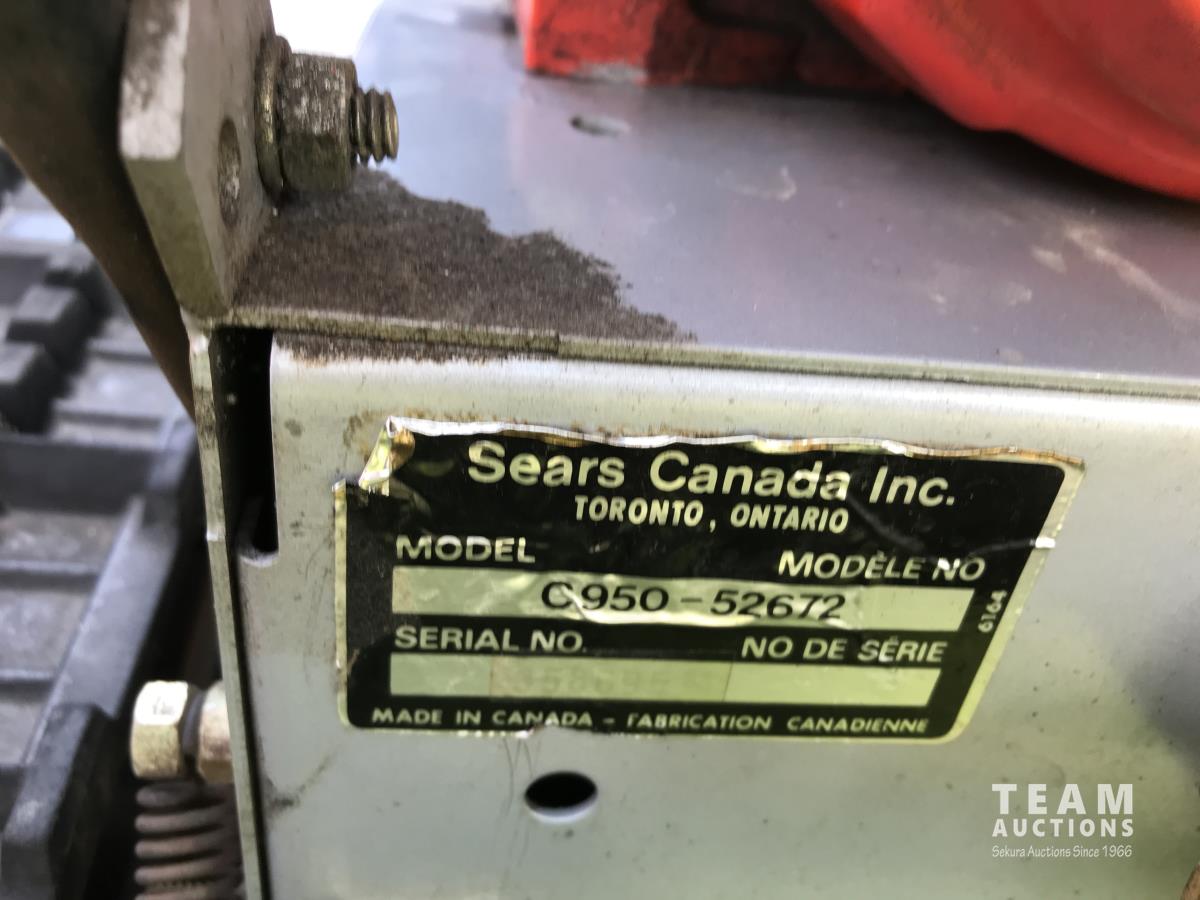 Sears Canada Inc.
TORONTO, ONTARIO
MODEL MODÈLE NO
C950-52672
SERIAL NO. NO DE SÉRIE
MADE IN CANADA - FABRICATION CANADIENNE
6164
TEAM
AUCTIONS
Sekura Auctions Since 1966